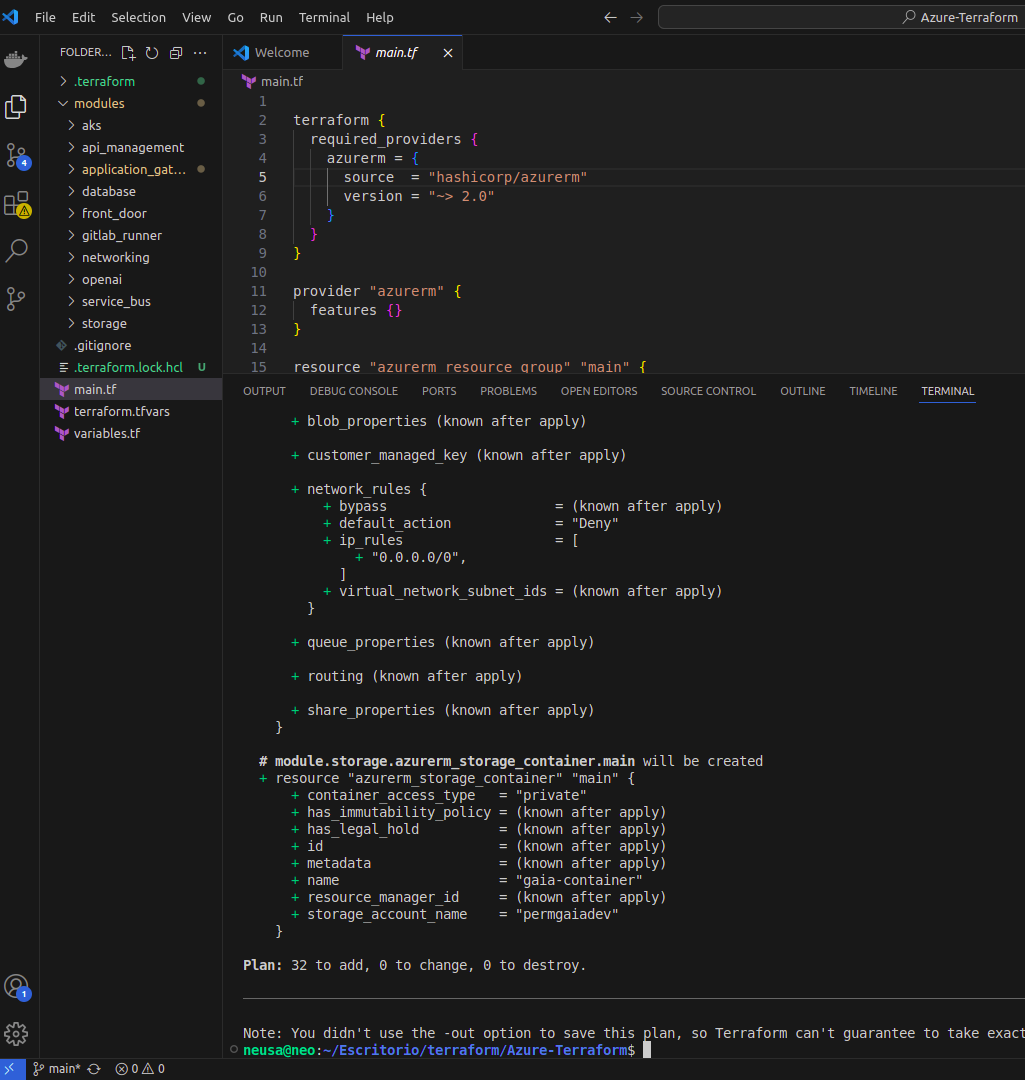 File Edit Selection View Go Run Terminal Help
Azure-Terraform
FOLDER...
Welcome
main.tf
.terraform
modules
aks
api_management
application_gat...
database
front_door
gitlab_runner
networking
openai
service_bus
storage
.gitignore
.terraform.lock.hcl U
main.tf
terraform.tfvars
variables.tf
4
1
main.tf
1
2 terraform {
3 required_providers {
4 azurerm = {
5 source = "hashicorp/azurerm"
6 version = "~> 2.0"
7 }
8 }
9 }
10
11 provider "azurerm" {
12 features {}
13 }
14
15 resource "azurerm_resource_group" "main" {
OUTPUT DEBUG CONSOLE PORTS PROBLEMS OPEN EDITORS SOURCE CONTROL OUTLINE TIMELINE TERMINAL
+ blob_properties (known after apply)
+ customer_managed_key (known after apply)
+ network_rules {
+ bypass = (known after apply)
+ default_action = "Deny"
+ ip_rules = [
+ "0.0.0.0/0",
]
+ virtual_network_subnet_ids = (known after apply)
}
+ queue_properties (known after apply)
+ routing (known after apply)
+ share_properties (known after apply)
}
# module.storage.azurerm_storage_container.main will be created
+ resource "azurerm_storage_container" "main" {
+ container_access_type = "private"
+ has_immutability_policy = (known after apply)
+ has_legal_hold = (known after apply)
+ id = (known after apply)
+ metadata = (known after apply)
+ name = "gaia-container"
+ resource_manager_id = (known after apply)
+ storage_account_name = "permgaiadev"
}
Plan: 32 to add, 0 to change, 0 to destroy.
Note: You didn't use the -out option to save this plan, so Terraform can't guarantee to take exact
neusa@neo:~/Escritorio/terraform/Azure-Terraform$
main* 0 0